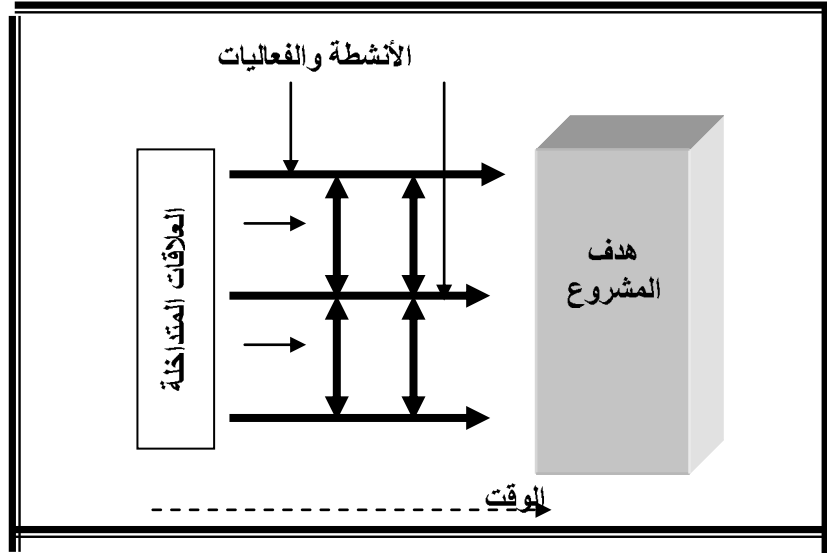 الأنشطة والفعاليات
العلاقات المتداخلة
هدف
المشروع
الوقت